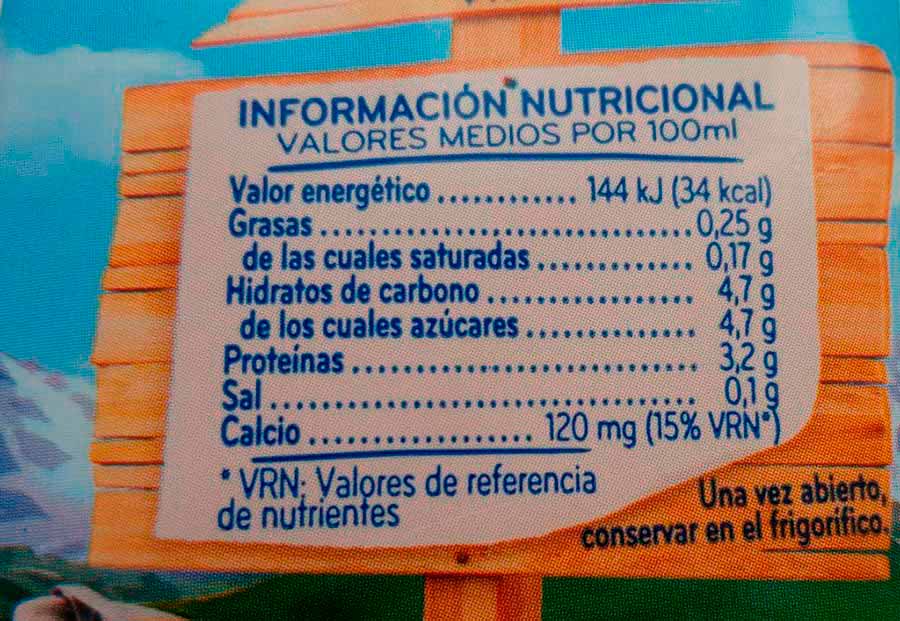 INFORMACIÓN NUTRICIONAL
VALORES MEDIOS POR 100ml
Valor energético ............. 144 kJ (34 kcal)
Grasas .................................. 0,25 g
de las cuales saturadas .............. 0,17 g
Hidratos de carbono ................... 4,7 g
de los cuales azúcares ................ 4,7 g
Proteínas ................................ 3,2 g
Sal ........................................ 0,1 g
Calcio .................... 120 mg (15% VRN*)
* VRN: Valores de referencia
de nutrientes
Una vez abierto,
conservar en el frigorífico.